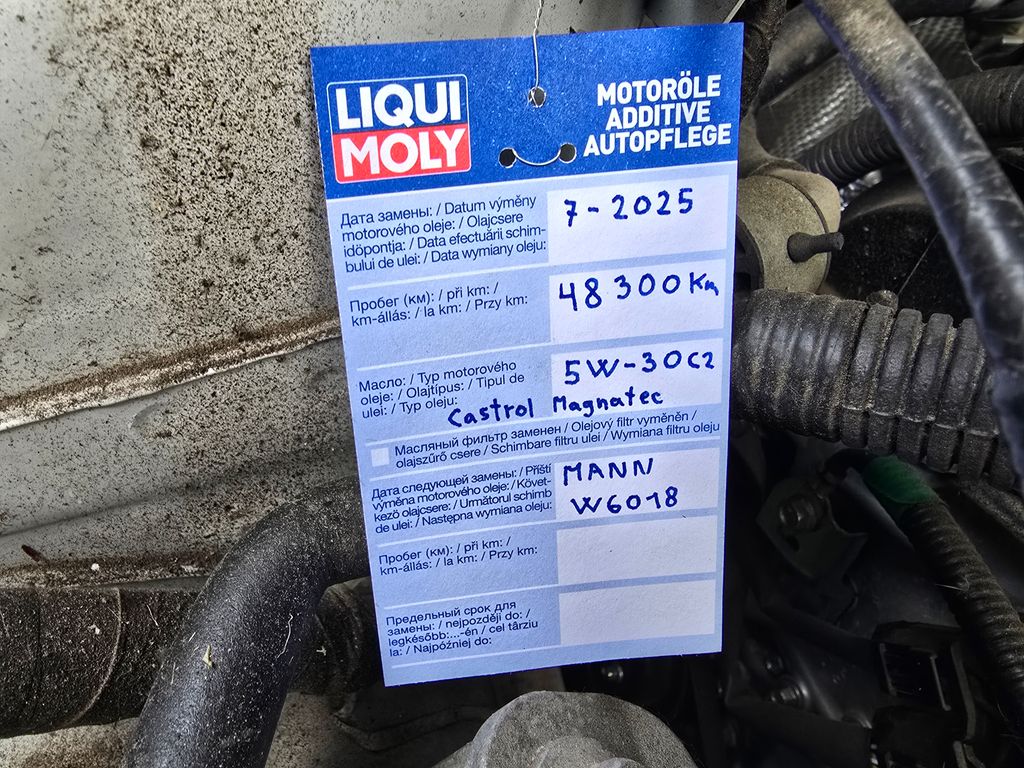 LIQUI
MOLY
MOTORÖLE
ADDITIVE
AUTOPFLEGE
Дата замены: / Datum výměny
motorového oleje: / Olajcsere
időpontja: / Data efectuării schim-
bului de ulei: / Data wymiany oleju:
7-2025
Пробег (км): / při km: /
km-állás: / la km: / Przy km:
48 300 Km
Масло: / Typ motorového
oleje: / Olajtípus: / Tipul de
ulei: / Typ oleju:
5W-30 C2
Castrol Magnatec
Масляный фильтр заменен / Olejový filtr vyměněn /
olajszűrő csere / Schimbare filtru ulei / Wymiana filtru oleju
Дата следующей замены: / Příští
výměna motorového oleje: / Követ-
kező olajcsere: / Următorul schimb
de ulei: / Następna wymiana oleju:
MANN
W6018
Пробег (км): / při km: /
km-állás: / la km: / Przy km:
Предельный срок для
замены: / nejpozději do: /
legkésőbb:...-én / cel târziu
la: / Najpóźniej do: